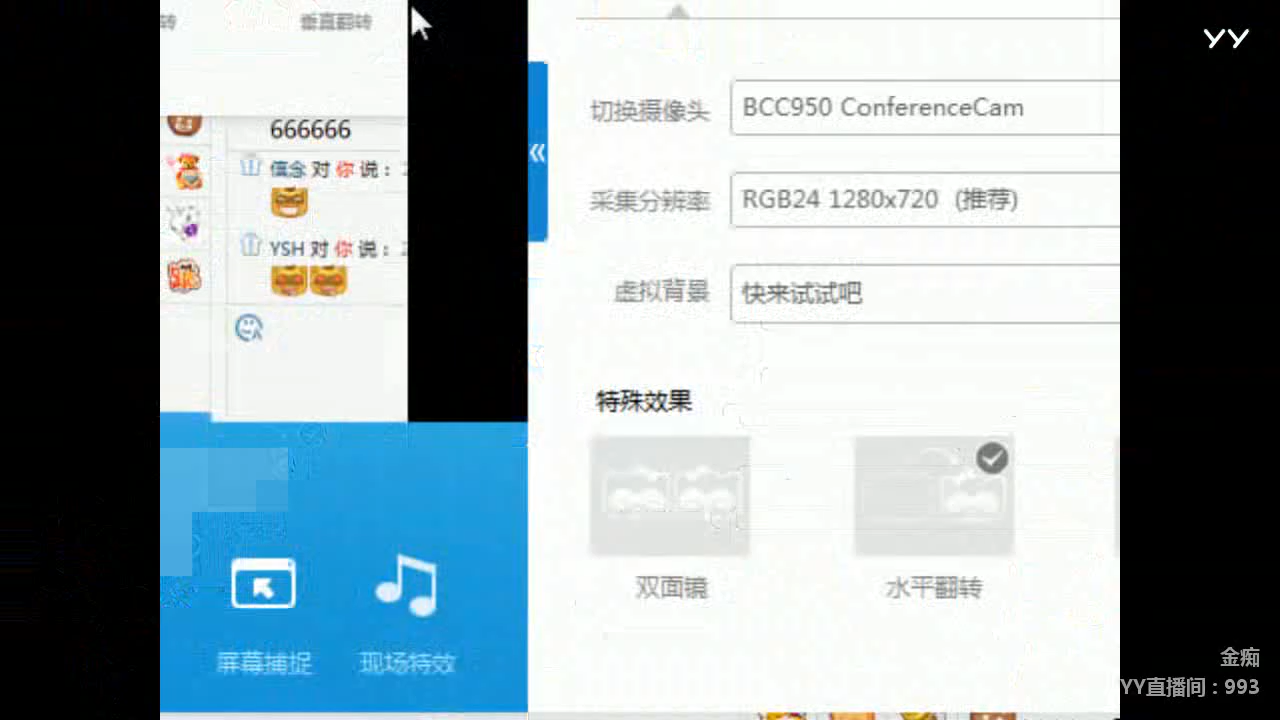 转
垂直翻转
YY
切换摄像头
BCC950 ConferenceCam
666666
信念 对 你 说：
采集分辨率
RGB24 1280x720 (推荐)
YSH 对 你 说：
虚拟背景
快来试试吧
特殊效果
双面镜
水平翻转
屏幕捕捉
现场特效
金痴
YY直播间：993